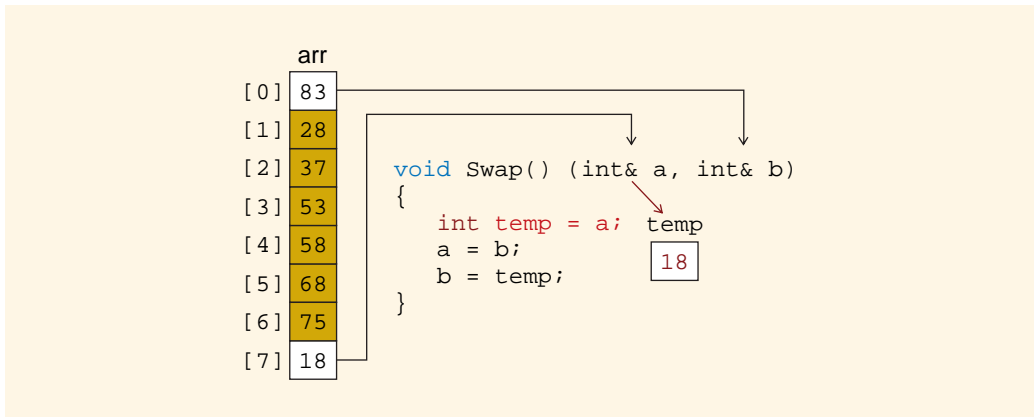 arr
[0] 83
[1] 28
[2] 37
[3] 53
[4] 58
[5] 68
[6] 75
[7] 18
void Swap() (int& a, int& b)
{
int temp = a;
a = b;
b = temp;
}
temp
18